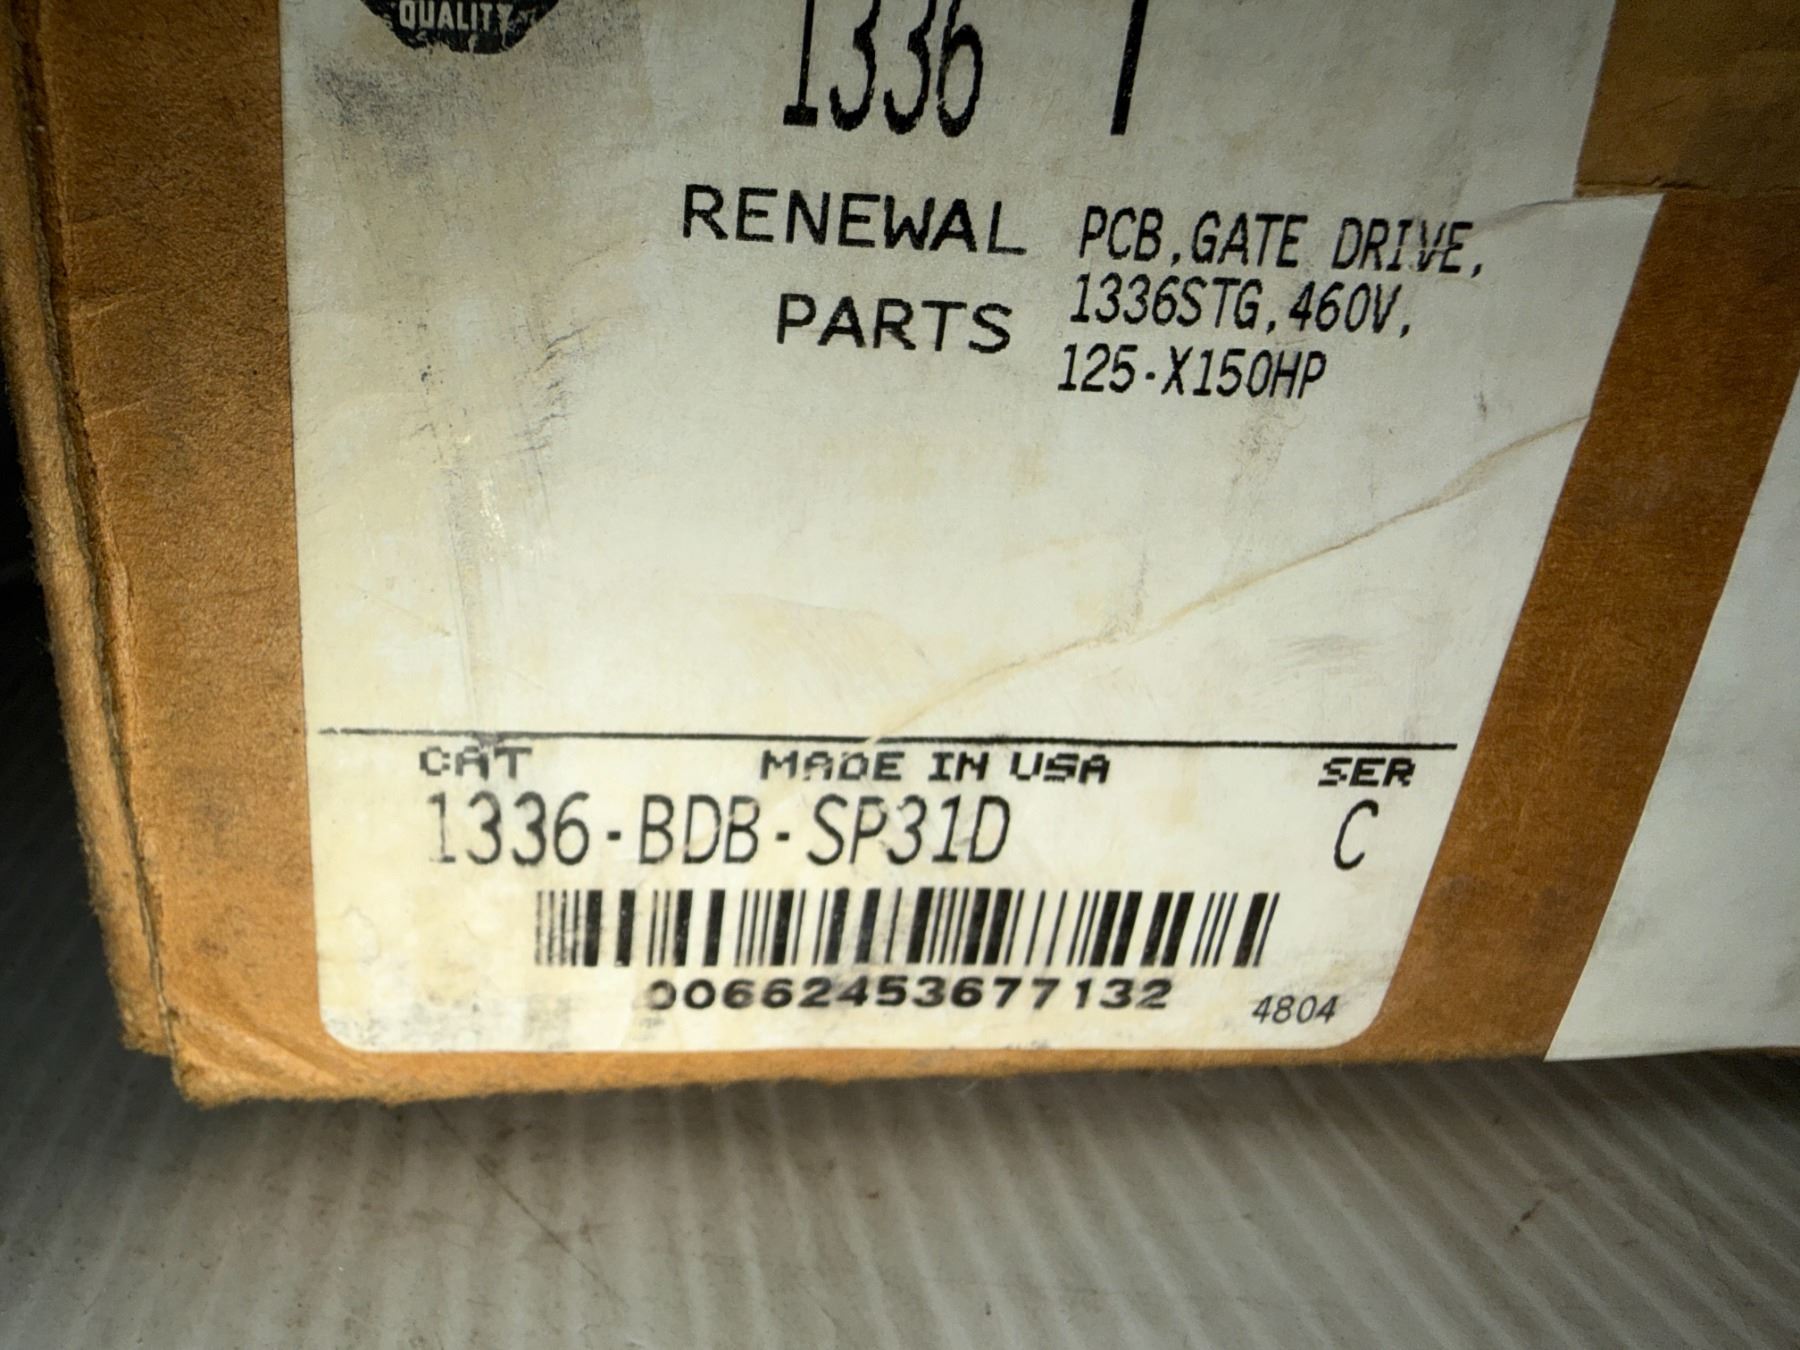 QUALITY
1336 1
RENEWAL PARTS
PCB,GATE DRIVE,
1336STG,460V,
125-X150HP
CAT MADE IN USA SER
1336-BDB-SP31D C
00662453677132 4804